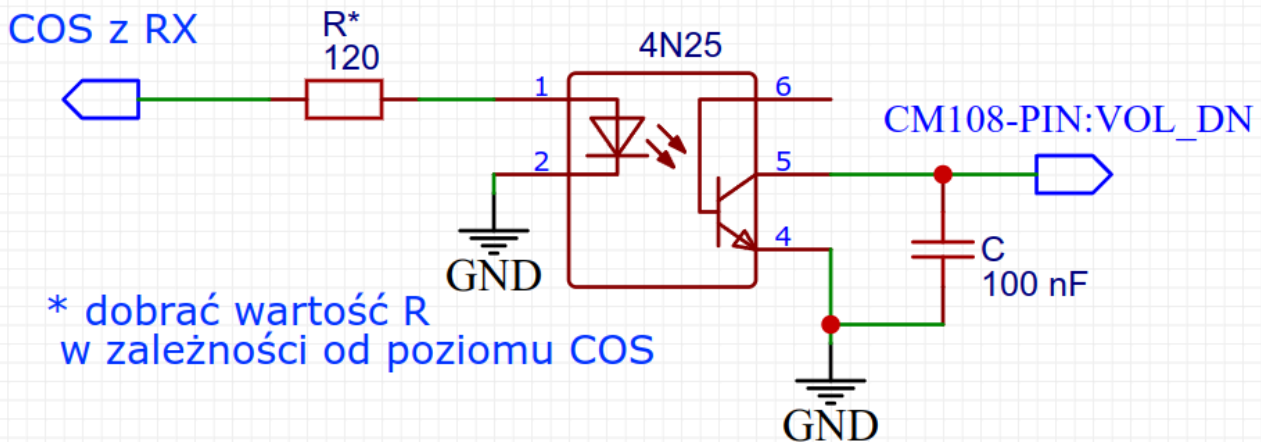 COS z RX
R*
120
4N25
1
2
6
5
4
CM108-PIN:VOL_DN
GND
C
100 nF
* dobrać wartość R
w zależności od poziomu COS
GND